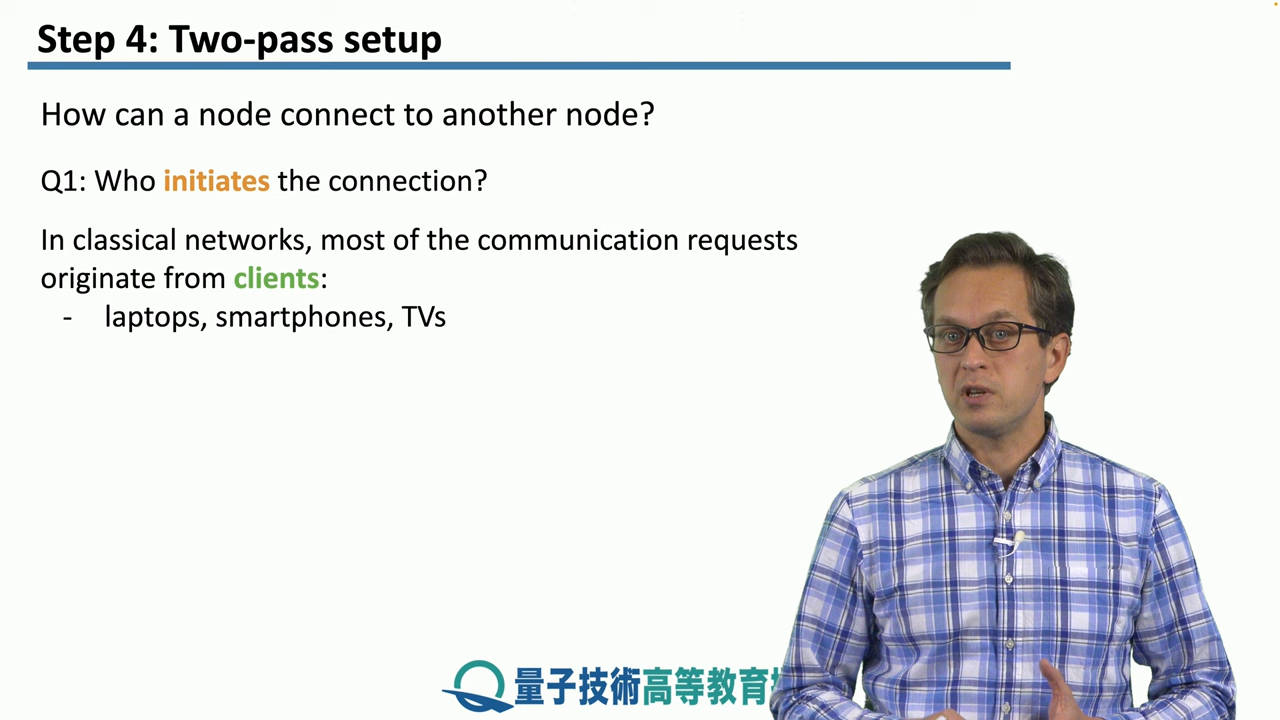 Step 4: Two-pass setup
How can a node connect to another node?
Q1: Who initiates the connection?
In classical networks, most of the communication requests
originate from clients:
- laptops, smartphones, TVs
量子技術高等教育